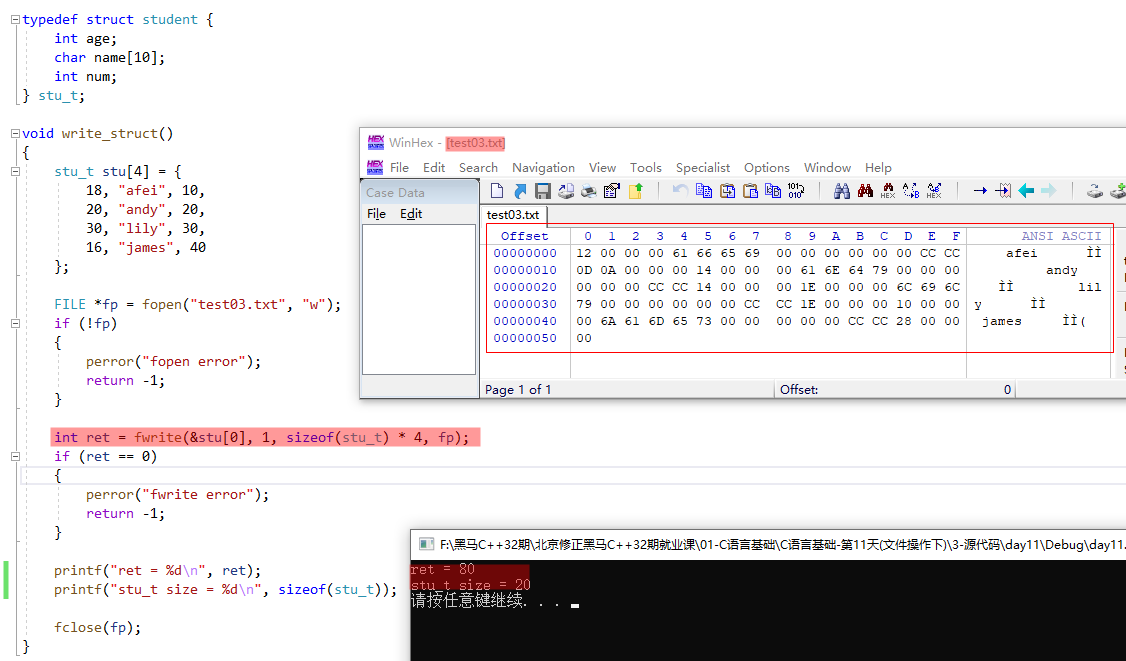 typedef struct student {
    int age;
    char name[10];
    int num;
} stu_t;
void write_struct()
{
    stu_t stu[4] = {
        18, "afei", 10,
        20, "andy", 20,
        30, "lily", 30,
        16, "james", 40
    };
    FILE *fp = fopen("test03.txt", "w");
    if (!fp)
    {
        perror("fopen error");
        return -1;
    }
    int ret = fwrite(&stu[0], 1, sizeof(stu_t) * 4, fp);
    if (ret == 0)
    {
        perror("fwrite error");
        return -1;
    }
    printf("ret = %d\n", ret);
    printf("stu_t size = %d\n", sizeof(stu_t));
    fclose(fp);
}
WinHex - [test03.txt]
File Edit Search Navigation View Tools Specialist Options Window Help
Case Data
File Edit
test03.txt
Offset 0 1 2 3 4 5 6 7 8 9 A B C D E F ANSI ASCII
00000000 12 00 00 00 61 66 65 69 00 00 00 00 00 00 CC CC afei ÌÌ
00000010 0D 0A 00 00 00 14 00 00 00 61 6E 64 79 00 00 00 andy
00000020 00 00 00 CC CC 14 00 00 00 1E 00 00 00 6C 69 6C ÌÌ lil
00000030 79 00 00 00 00 00 00 CC CC 1E 00 00 00 10 00 00 y ÌÌ
00000040 00 6A 61 6D 65 73 00 00 00 00 00 CC CC 28 00 00 james ÌÌ(
00000050 00
Page 1 of 1 Offset: 0
F:\黑马C++32期\北京修正黑马C++32期就业课\01-C语言基础\C语言基础-第11天(文件操作下)\3-源代码\day11\Debug\day11.
ret = 80
stu_t size = 20
请按任意键继续. . .